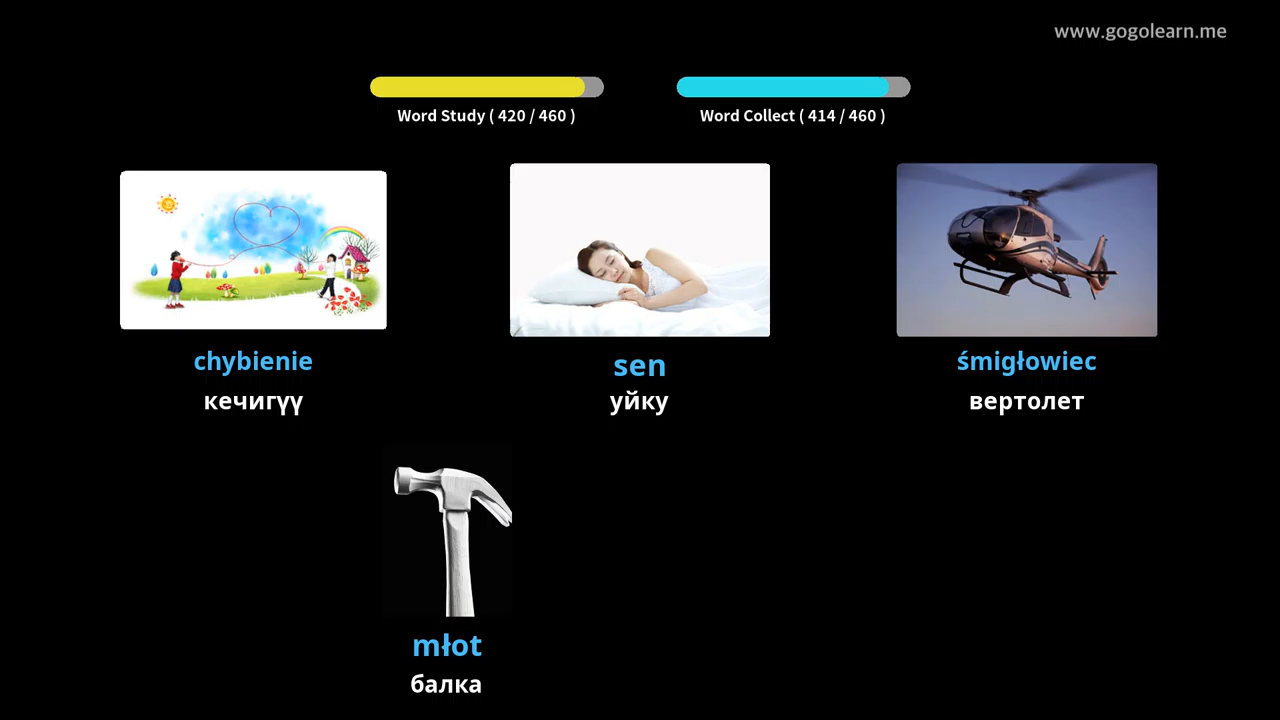 www.gogolearn.me
Word Study ( 420 / 460 )
Word Collect ( 414 / 460 )
chybienie
кечигүү
sen
уйку
śmigłowiec
вертолет
młot
балка